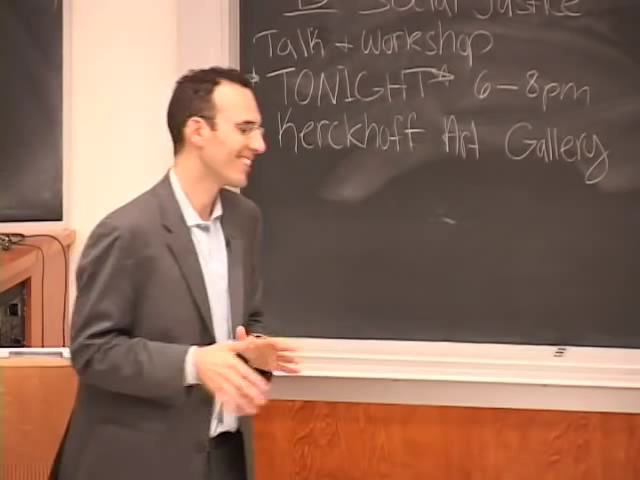 Social Justice
Talk + Workshop
*TONIGHT* 6-8pm
Kerckhoff Art Gallery